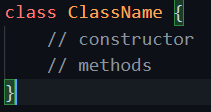 class ClassName {
    // constructor
    // methods
}